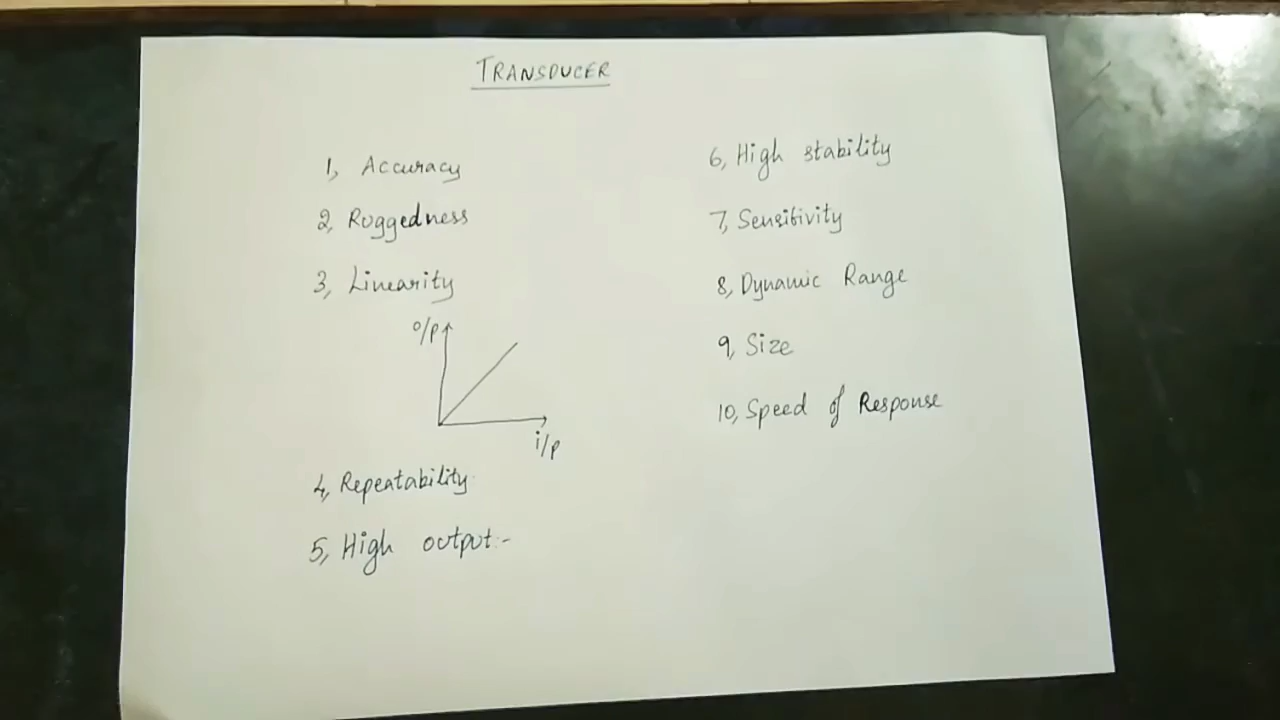 TRANSDUCER
1, Accuracy
2, Ruggedness
3, Linearity
o/p
i/p
4, Repeatability
5, High output:-
6, High stability
7, Sensitivity
8, Dynamic Range
9, Size
10, Speed of Response